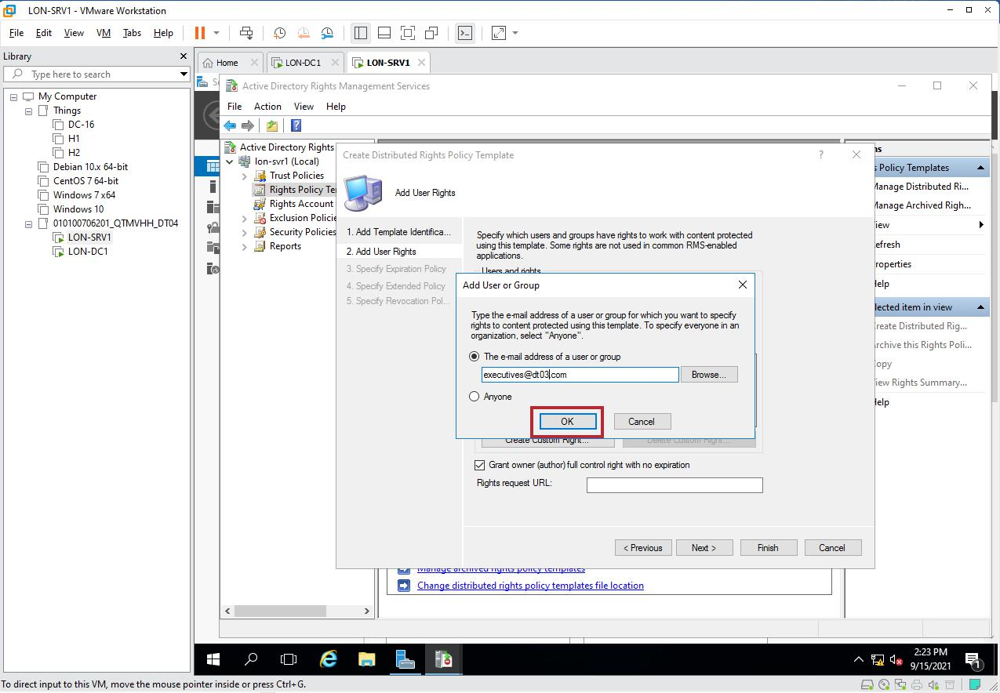 LON-SRV1 - VMware Workstation
File Edit View VM Tabs Help
Library
Type here to search
My Computer
Things
DC-16
H1
H2
Debian 10.x 64-bit
CentOS 7 64-bit
Windows 7 x64
Windows 10
010100706201_QTMVHH_DT04
LON-SRV1
LON-DC1
Home
LON-DC1
LON-SRV1
Active Directory Rights Management Services
File Action View Help
Active Directory Rights
lon-svr1 (Local)
Trust Policies
Rights Policy Te
Rights Account
Exclusion Policie
Security Policies
Reports
Create Distributed Rights Policy Template
?
Add User Rights
1. Add Template Identifica...
2. Add User Rights
3. Specify Expiration Policy
4. Specify Extended Policy
5. Specify Revocation Pol...
Specify which users and groups have rights to work with content protected
using this template. Some rights are not used in common RMS-enabled
applications.
Users and rights
Add User or Group
Type the e-mail address of a user or group for which you want to specify
rights to content protected using this template. To specify everyone in an
organization, select "Anyone".
The e-mail address of a user or group
executives@dt03.com
Browse...
Anyone
OK Cancel
Create Custom Right... Delete Custom Right...
Grant owner (author) full control right with no expiration
Rights request URL:
< Previous Next > Finish Cancel
Manage archived rights policy templates
Change distributed rights policy templates file location
ns
s Policy Templates
Manage Distributed Ri...
Manage Archived Righ...
iew
efresh
roperties
elp
lected item in view
reate Distributed Rig...
rchive this Rights Poli...
opy
iew Rights Summary...
elp
2:23 PM
9/15/2021
1
To direct input to this VM, move the mouse pointer inside or press Ctrl+G.